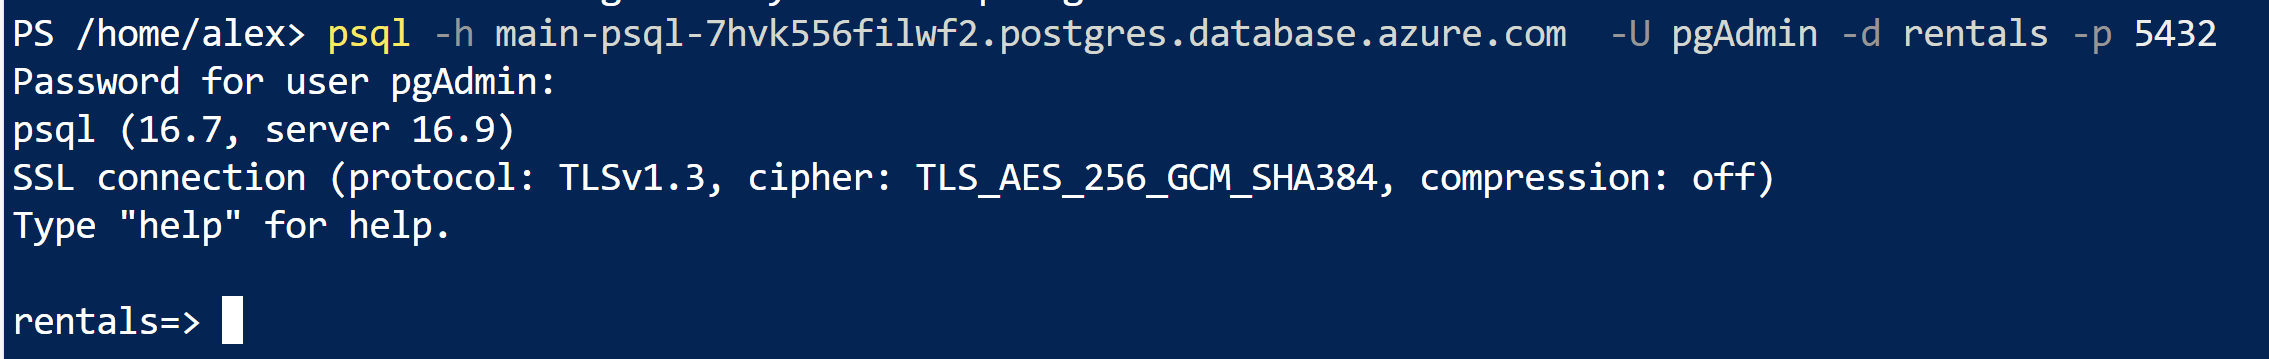 PS /home/alex> psql -h main-psql-7hvk556filwf2.postgres.database.azure.com  -U pgAdmin -d rentals -p 5432
Password for user pgAdmin:
psql (16.7, server 16.9)
SSL connection (protocol: TLSv1.3, cipher: TLS_AES_256_GCM_SHA384, compression: off)
Type "help" for help.
rentals=>